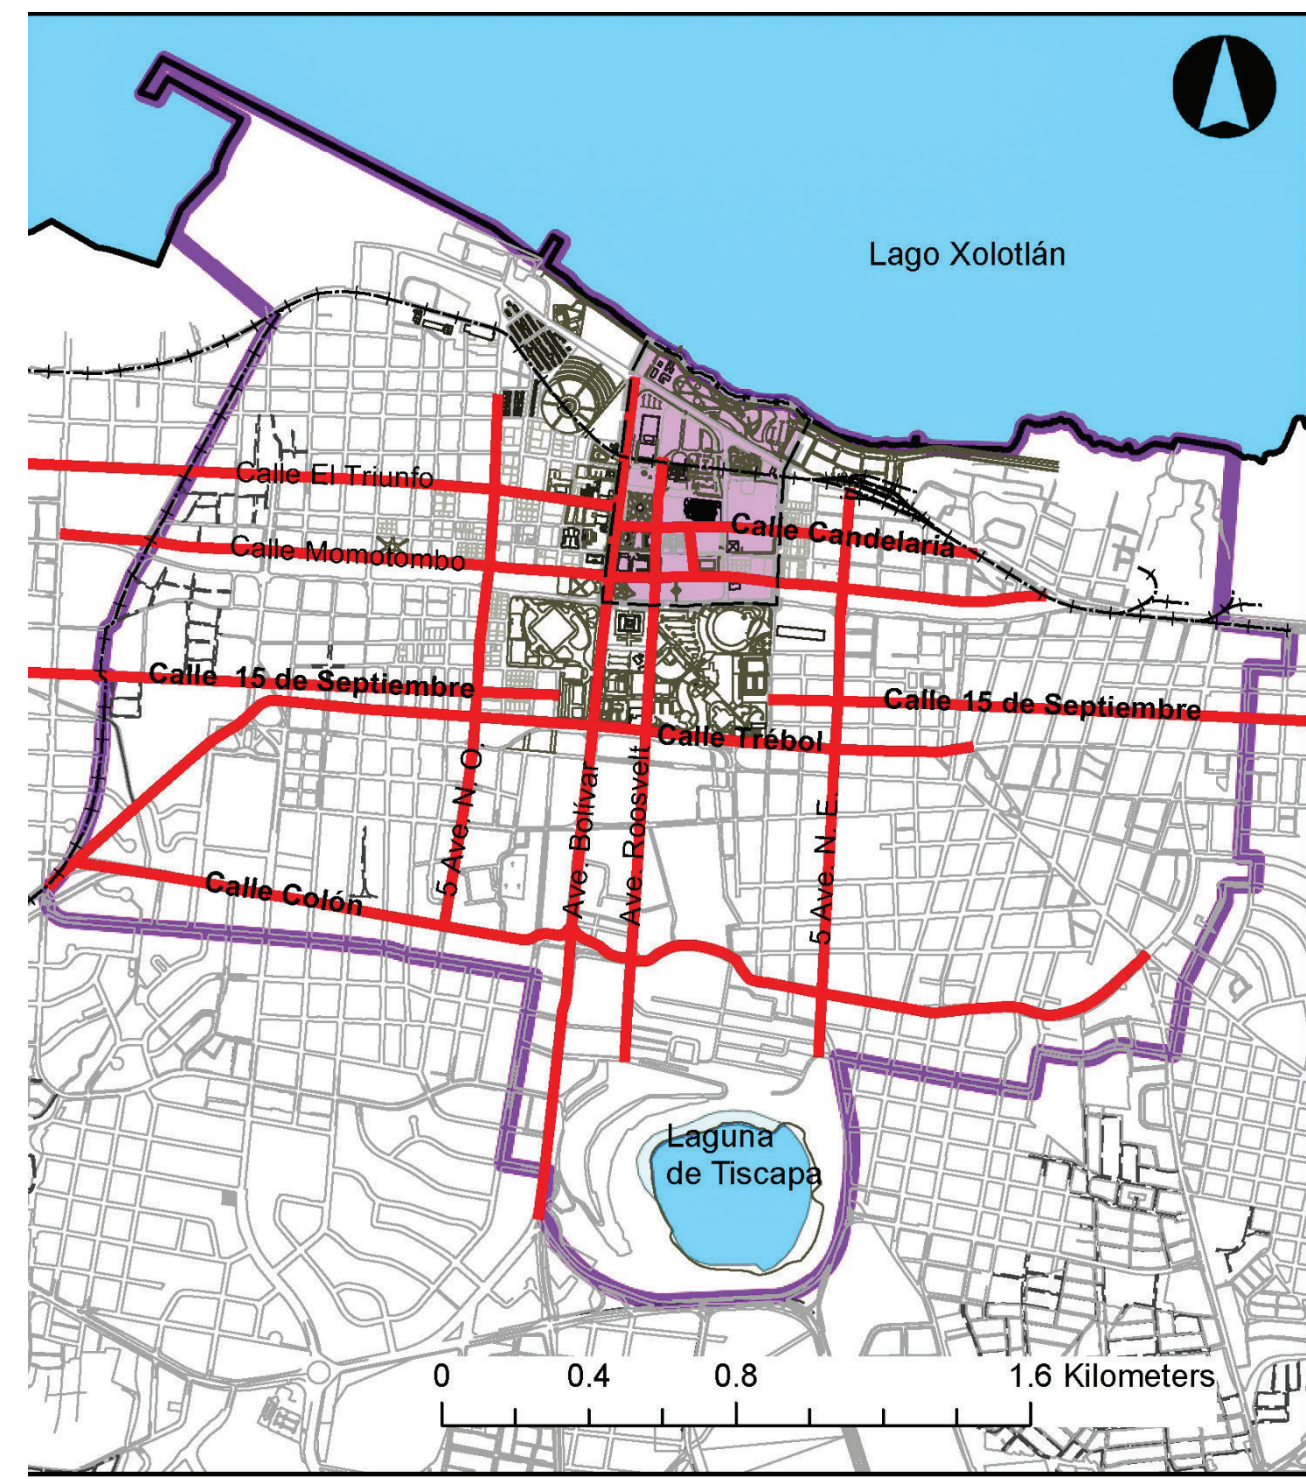 Lago Xolotlán
Calle El Triunfo
Calle Candelaria
Calle Momotombo
Calle 15 de Septiembre
Calle 15 de Septiembre
Calle Trébol
5 Ave. N. O.
Ave. Bolívar
Ave. Roosvelt
5 Ave. N. E.
Calle Colón
Laguna
de Tiscapa
0 0.4 0.8 1.6 Kilometers